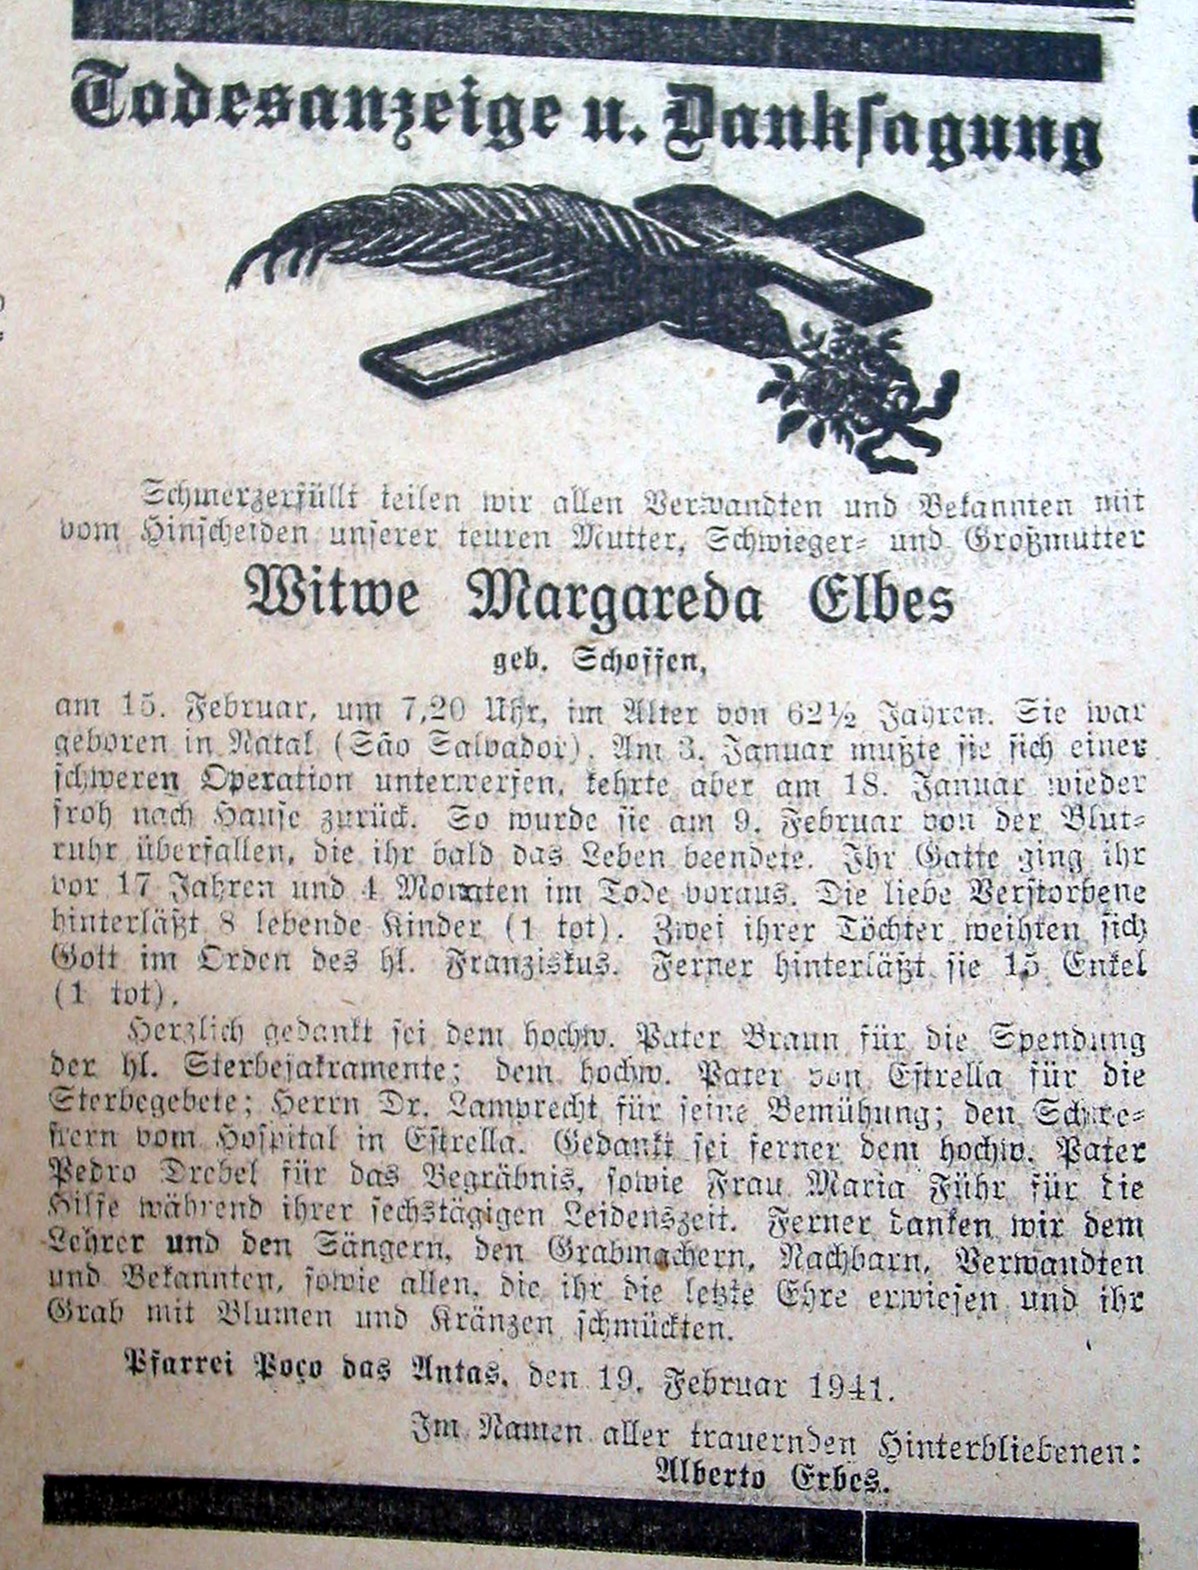 Todesanzeige u. Danksagung
Schmerzerfüllt teilen wir allen Verwandten und Bekannten mit
vom Hinscheiden unserer teuren Mutter, Schwieger- und Großmutter
Witwe Margareda Elbes
geb. Schossen,
am 15. Februar, um 7,20 Uhr, im Alter von 62½ Jahren. Sie war
geboren in Natal (São Salvador). Am 3. Januar mußte sie sich einer
schweren Operation unterwerfen, kehrte aber am 18. Januar wieder
froh nach Hause zurück. So wurde sie am 9. Februar von der Blut-
ruhr überfallen, die ihr bald das Leben beendete. Ihr Gatte ging ihr
vor 17 Jahren und 4 Monaten im Tode voraus. Die liebe Verstorbene
hinterläßt 8 lebende Kinder (1 tot). Zwei ihrer Töchter weihten sich
Gott im Orden des hl. Franziskus. Ferner hinterläßt sie 15 Enkel
(1 tot).
Herzlich gedankt sei dem hochw. Pater Braun für die Spendung
der hl. Sterbesakramente; dem hochw. Pater von Estrella für die
Sterbegebete; Herrn Dr. Lamprecht für seine Bemühung; den Schwe-
stern vom Hospital in Estrella. Gedankt sei ferner dem hochw. Pater
Pedro Drebel für das Begräbnis, sowie Frau Maria Führ für die
Hilfe während ihrer sechstägigen Leidenszeit. Ferner danken wir dem
Lehrer und den Sängern, den Grabmachern, Nachbarn, Verwandten
und Bekannten, sowie allen, die ihr die letzte Ehre erwiesen und ihr
Grab mit Blumen und Kränzen schmückten.
Pfarrei Poço das Antas, den 19. Februar 1941.
Im Namen aller trauernden Hinterbliebenen:
Alberto Erbes.